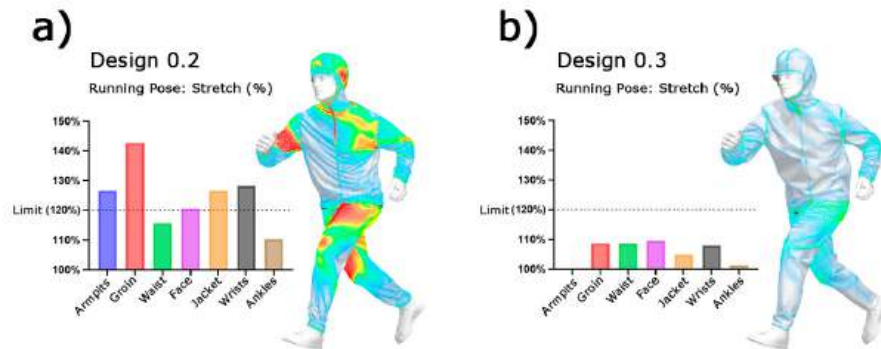 a)
Design 0.2
Running Pose: Stretch (%)
150%
140%
130%
Limit (120%)
110%
100%
Armpits
Groin
Waist
Face
Jacket
Wrists
Ankles
b)
Design 0.3
Running Pose: Stretch (%)
150%
140%
130%
Limit (120%)
110%
100%
Armpits
Groin
Waist
Face
Jacket
Wrists
Ankles